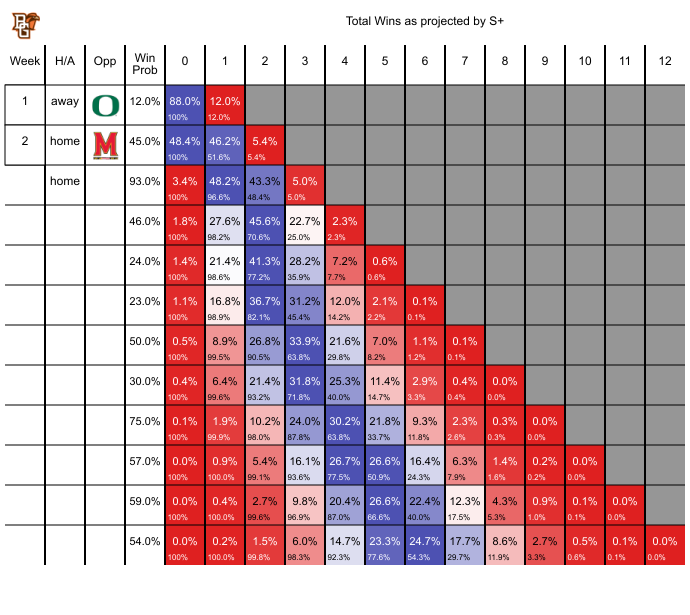 BG
Total Wins as projected by S+
Week H/A Opp Win Prob 0 1 2 3 4 5 6 7 8 9 10 11 12
1 away O 12.0% 88.0% 12.0%
100% 12.0%
2 home M 45.0% 48.4% 46.2% 5.4%
100% 51.6% 5.4%
home 93.0% 3.4% 48.2% 43.3% 5.0%
100% 96.6% 48.4% 5.0%
46.0% 1.8% 27.6% 45.6% 22.7% 2.3%
100% 98.2% 70.6% 25.0% 2.3%
24.0% 1.4% 21.4% 41.3% 28.2% 7.2% 0.6%
100% 98.6% 77.2% 35.9% 7.7% 0.6%
23.0% 1.1% 16.8% 36.7% 31.2% 12.0% 2.1% 0.1%
100% 98.9% 82.1% 45.4% 14.2% 2.2% 0.1%
50.0% 0.5% 8.9% 26.8% 33.9% 21.6% 7.0% 1.1% 0.1%
100% 99.5% 90.5% 63.8% 29.8% 8.2% 1.2% 0.1%
30.0% 0.4% 6.4% 21.4% 31.8% 25.3% 11.4% 2.9% 0.4% 0.0%
100% 99.6% 93.2% 71.8% 40.0% 14.7% 3.3% 0.4% 0.0%
75.0% 0.1% 1.9% 10.2% 24.0% 30.2% 21.8% 9.3% 2.3% 0.3% 0.0%
100% 99.9% 98.0% 87.8% 63.8% 33.7% 11.8% 2.6% 0.3% 0.0%
57.0% 0.0% 0.9% 5.4% 16.1% 26.7% 26.6% 16.4% 6.3% 1.4% 0.2% 0.0%
100% 100.0% 99.1% 93.6% 77.5% 50.9% 24.3% 7.9% 1.6% 0.2% 0.0%
59.0% 0.0% 0.4% 2.7% 9.8% 20.4% 26.6% 22.4% 12.3% 4.3% 0.9% 0.1% 0.0%
100% 100.0% 99.6% 96.9% 87.0% 66.6% 40.0% 17.5% 5.3% 1.0% 0.1% 0.0%
54.0% 0.0% 0.2% 1.5% 6.0% 14.7% 23.3% 24.7% 17.7% 8.6% 2.7% 0.5% 0.1% 0.0%
100% 100.0% 99.8% 98.3% 92.3% 77.6% 54.3% 29.7% 11.9% 3.3% 0.6% 0.1% 0.0%